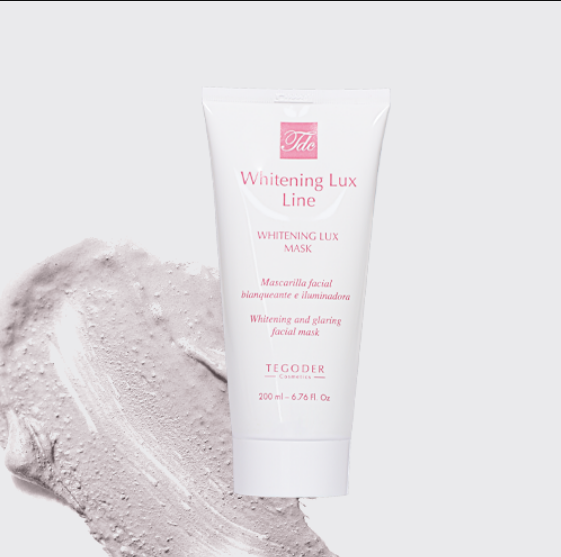 Tdc
Whitening Lux
Line
WHITENING LUX
MASK
Mascarilla facial
blanqueante e iluminadora
Whitening and glaring
facial mask
TEGODER
Cosmetics
200 ml – 6.76 Fl. Oz